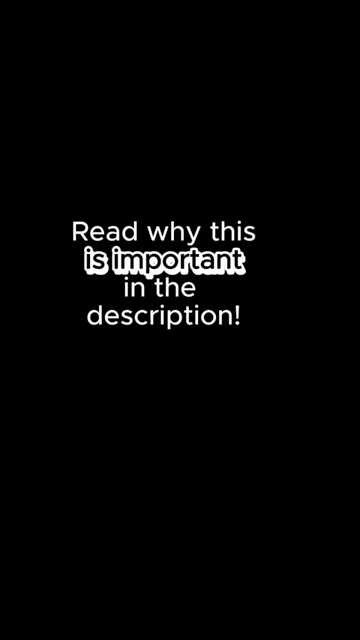 Read why this
is important
in the
description!